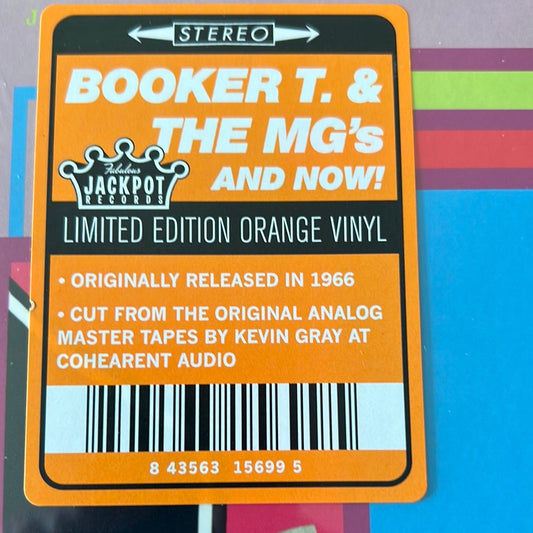 J
STEREO
BOOKER T. &
THE MG's
AND NOW!
Fabulous
JACKPOT
RECORDS
LIMITED EDITION ORANGE VINYL
• ORIGINALLY RELEASED IN 1966
• CUT FROM THE ORIGINAL ANALOG
MASTER TAPES BY KEVIN GRAY AT
COHEARENT AUDIO
8 43563 15699 5